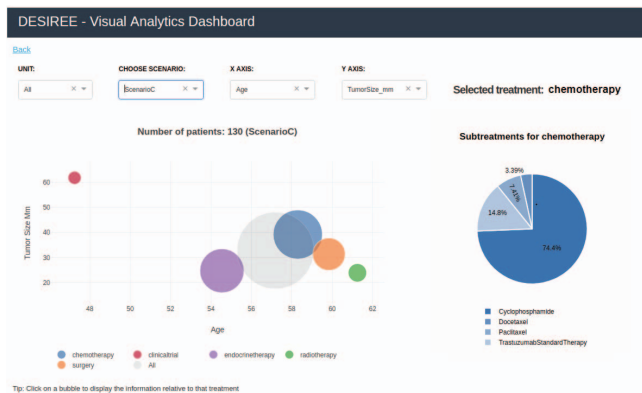 DESIREE - Visual Analytics Dashboard
Back
UNIT: CHOOSE SCENARIO: X AXIS: Y AXIS:
All ScenarioC Age TumorSize_mm Selected treatment: chemotherapy
Number of patients: 130 (ScenarioC)
Subtreatments for chemotherapy
3.39%
7.41%
14.8%
74.4%
60
50
40
30
20
Tumor Size Mm
48 50 52 54 56 58 60 62
Age
Cyclophosphamide
Docetaxel
Paclitaxel
TrastuzumabStandardTherapy
chemotherapy clinicaltrial endocrinetherapy radiotherapy
surgery All
Tip: Click on a bubble to display the information relative to that treatment